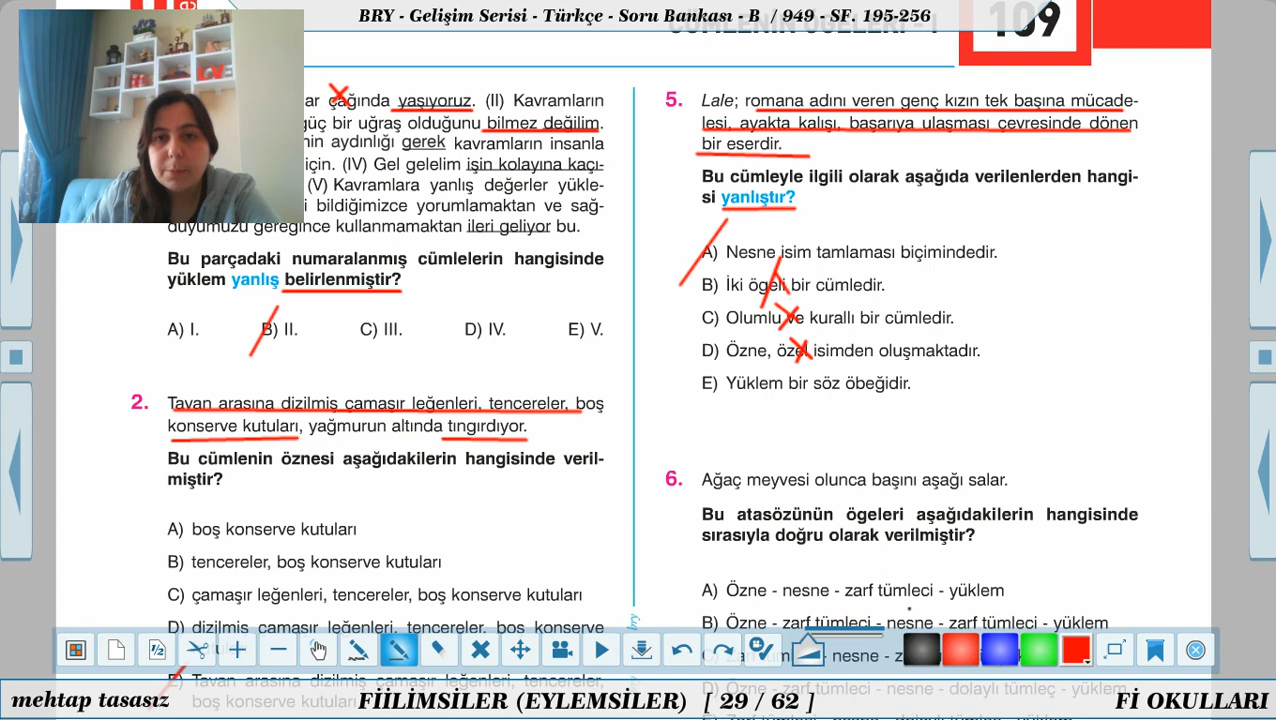 BRY - Gelişim Serisi - Türkçe - Soru Bankası - B / 949 - SF. 195-256
CÜMLENİN ÖGELERİ - 1
109
ar çağında yaşıyoruz. (II) Kavramların
güç bir uğraş olduğunu bilmez değilim.
nin aydınlığı gerek kavramların insanla
için. (IV) Gel gelelim işin kolayına kaçı-
(V) Kavramlara yanlış değerler yükle-
i bildiğimizce yorumlamaktan ve sağ-
duyumuzu gereğince kullanmamaktan ileri geliyor bu.
Bu parçadaki numaralanmış cümlelerin hangisinde
yüklem yanlış belirlenmiştir?
A) I. B) II. C) III. D) IV. E) V.
2. Tavan arasına dizilmiş çamaşır leğenleri, tencereler, boş
konserve kutuları, yağmurun altında tıngırdıyor.
Bu cümlenin öznesi aşağıdakilerin hangisinde veril-
miştir?
A) boş konserve kutuları
B) tencereler, boş konserve kutuları
C) çamaşır leğenleri, tencereler, boş konserve kutuları
D) dizilmiş çamaşır leğenleri, tencereler, boş konserve
E) Tavan arasına dizilmiş çamaşır leğenleri, tencereler,
boş konserve kutuları
5. Lale; romana adını veren genç kızın tek başına mücade-
lesi, ayakta kalışı, başarıya ulaşması çevresinde dönen
bir eserdir.
Bu cümleyle ilgili olarak aşağıda verilenlerden hangi-
si yanlıştır?
A) Nesne isim tamlaması biçimindedir.
B) İki ögeli bir cümledir.
C) Olumlu ve kurallı bir cümledir.
D) Özne, özel isimden oluşmaktadır.
E) Yüklem bir söz öbeğidir.
6. Ağaç meyvesi olunca başını aşağı salar.
Bu atasözünün ögeleri aşağıdakilerin hangisinde
sırasıyla doğru olarak verilmiştir?
A) Özne - nesne - zarf tümleci - yüklem
B) Özne - zarf tümleci - nesne - zarf tümleci - yüklem
- nesne - z
D) Özne - zarf tümleci - nesne - dolaylı tümleç - yüklem
bry
1/2
mehtap tasasız
FİİLİMSİLER (EYLEMSİLER) [ 29 / 62 ]
Fİ OKULLARI